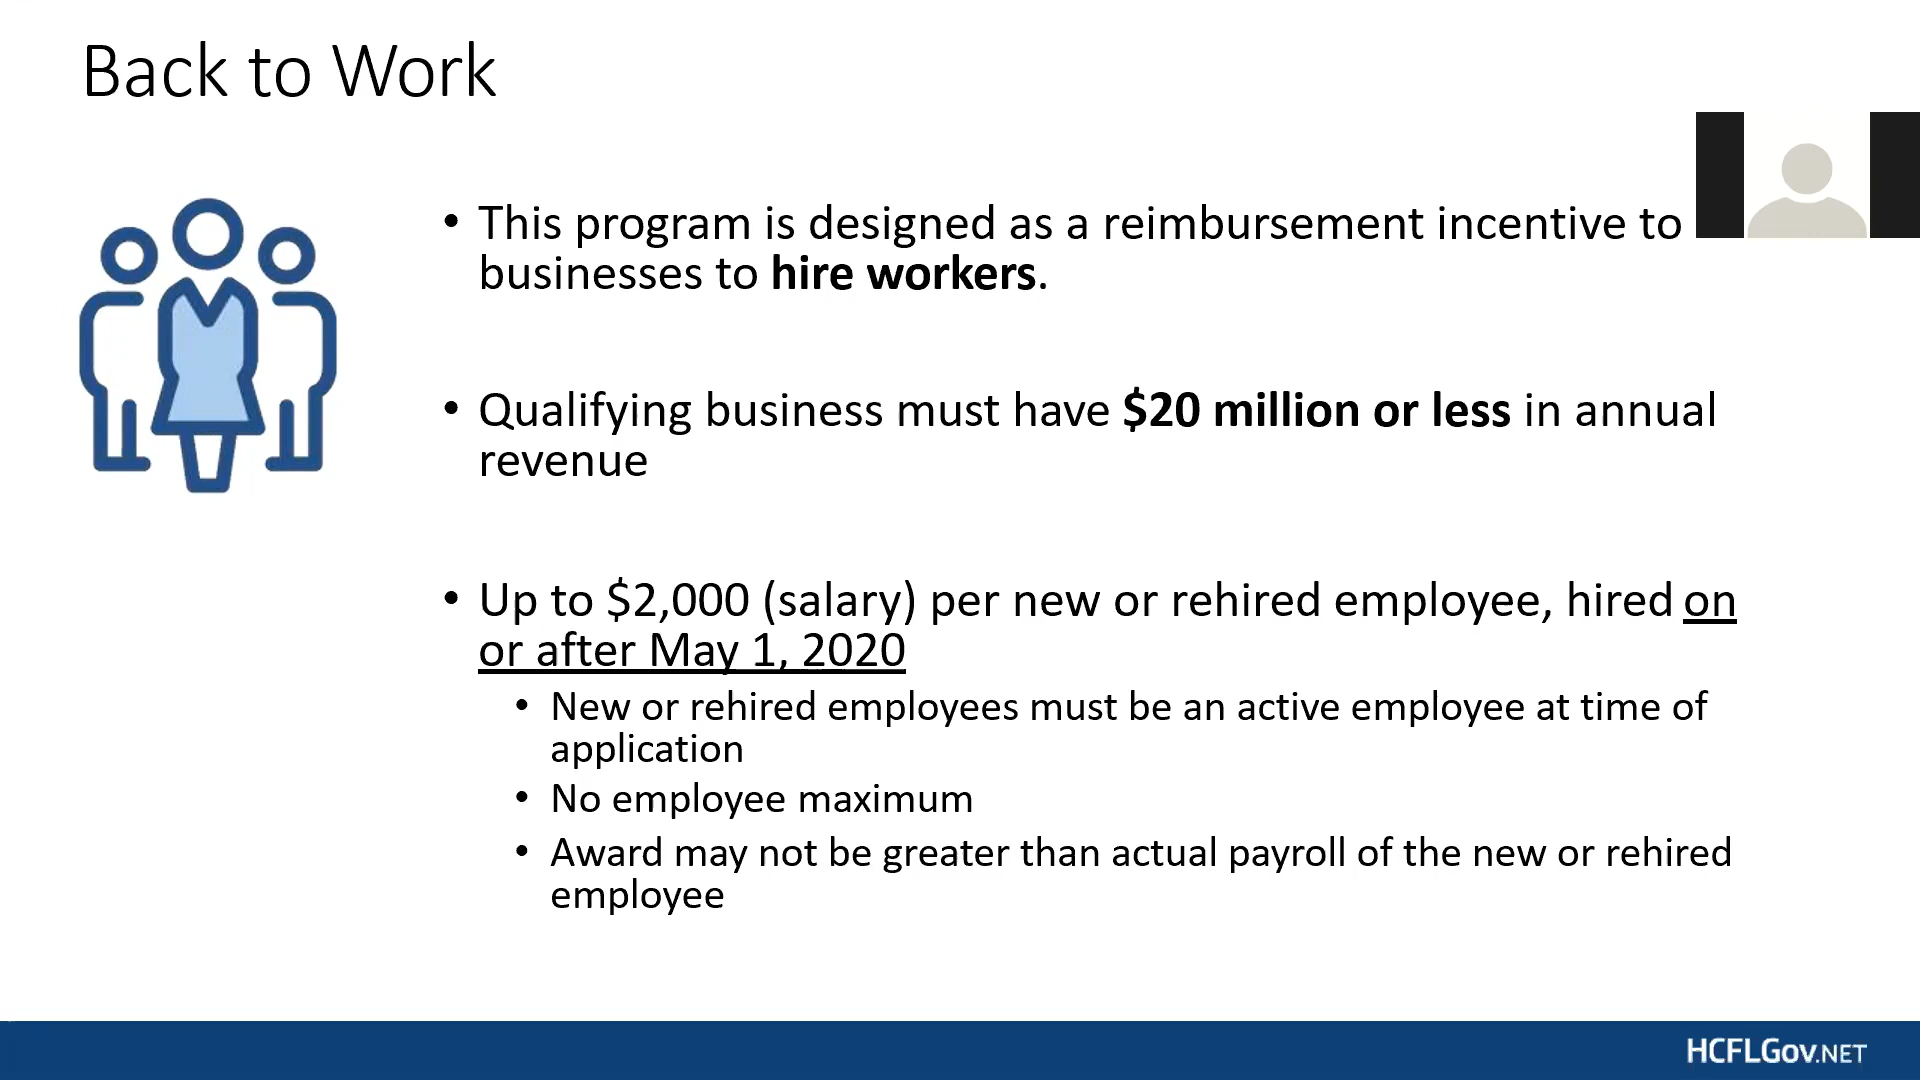 Back to Work
• This program is designed as a reimbursement incentive to
businesses to hire workers.
• Qualifying business must have $20 million or less in annual
revenue
• Up to $2,000 (salary) per new or rehired employee, hired on
or after May 1, 2020
• New or rehired employees must be an active employee at time of
application
• No employee maximum
• Award may not be greater than actual payroll of the new or rehired
employee
HCFLGov.NET